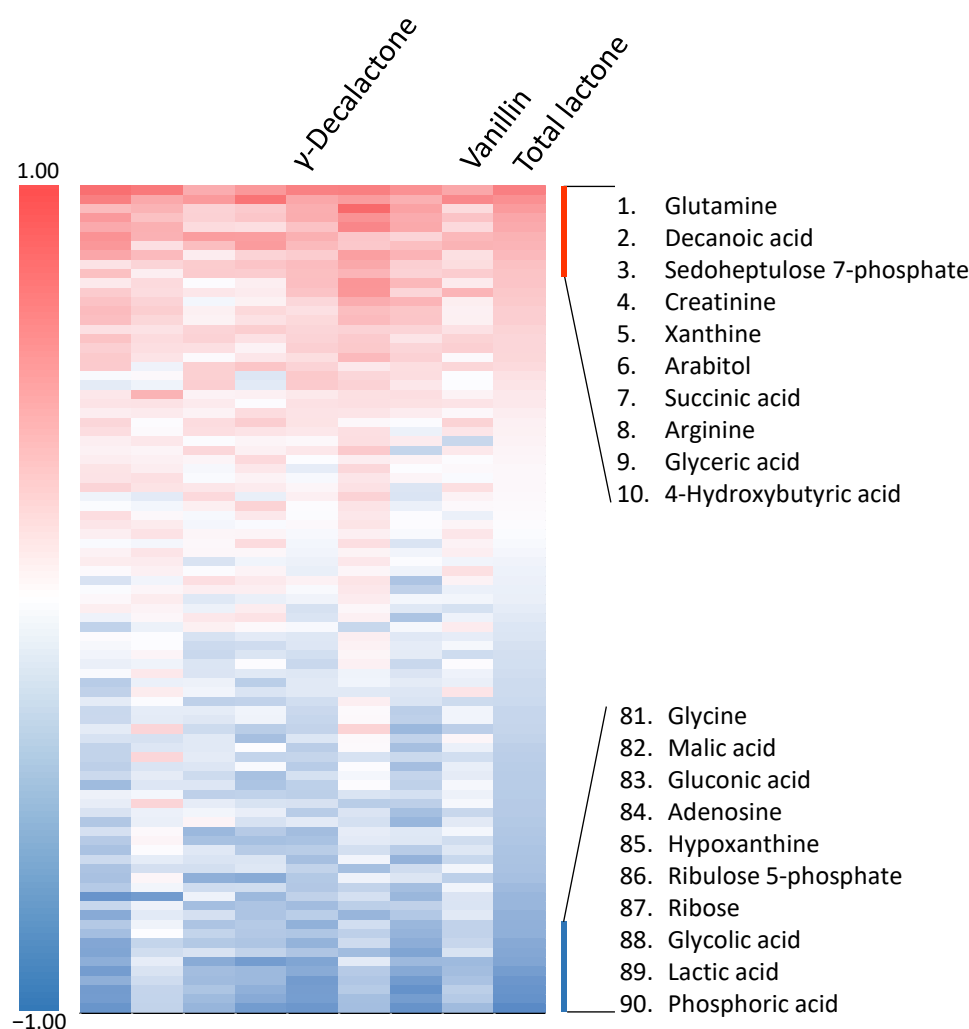 γ-Decalactone
Vanillin
Total lactone
1.00
1. Glutamine
2. Decanoic acid
3. Sedoheptulose 7-phosphate
4. Creatinine
5. Xanthine
6. Arabitol
7. Succinic acid
8. Arginine
9. Glyceric acid
10. 4-Hydroxybutyric acid
81. Glycine
82. Malic acid
83. Gluconic acid
84. Adenosine
85. Hypoxanthine
86. Ribulose 5-phosphate
87. Ribose
88. Glycolic acid
89. Lactic acid
90. Phosphoric acid
−1.00